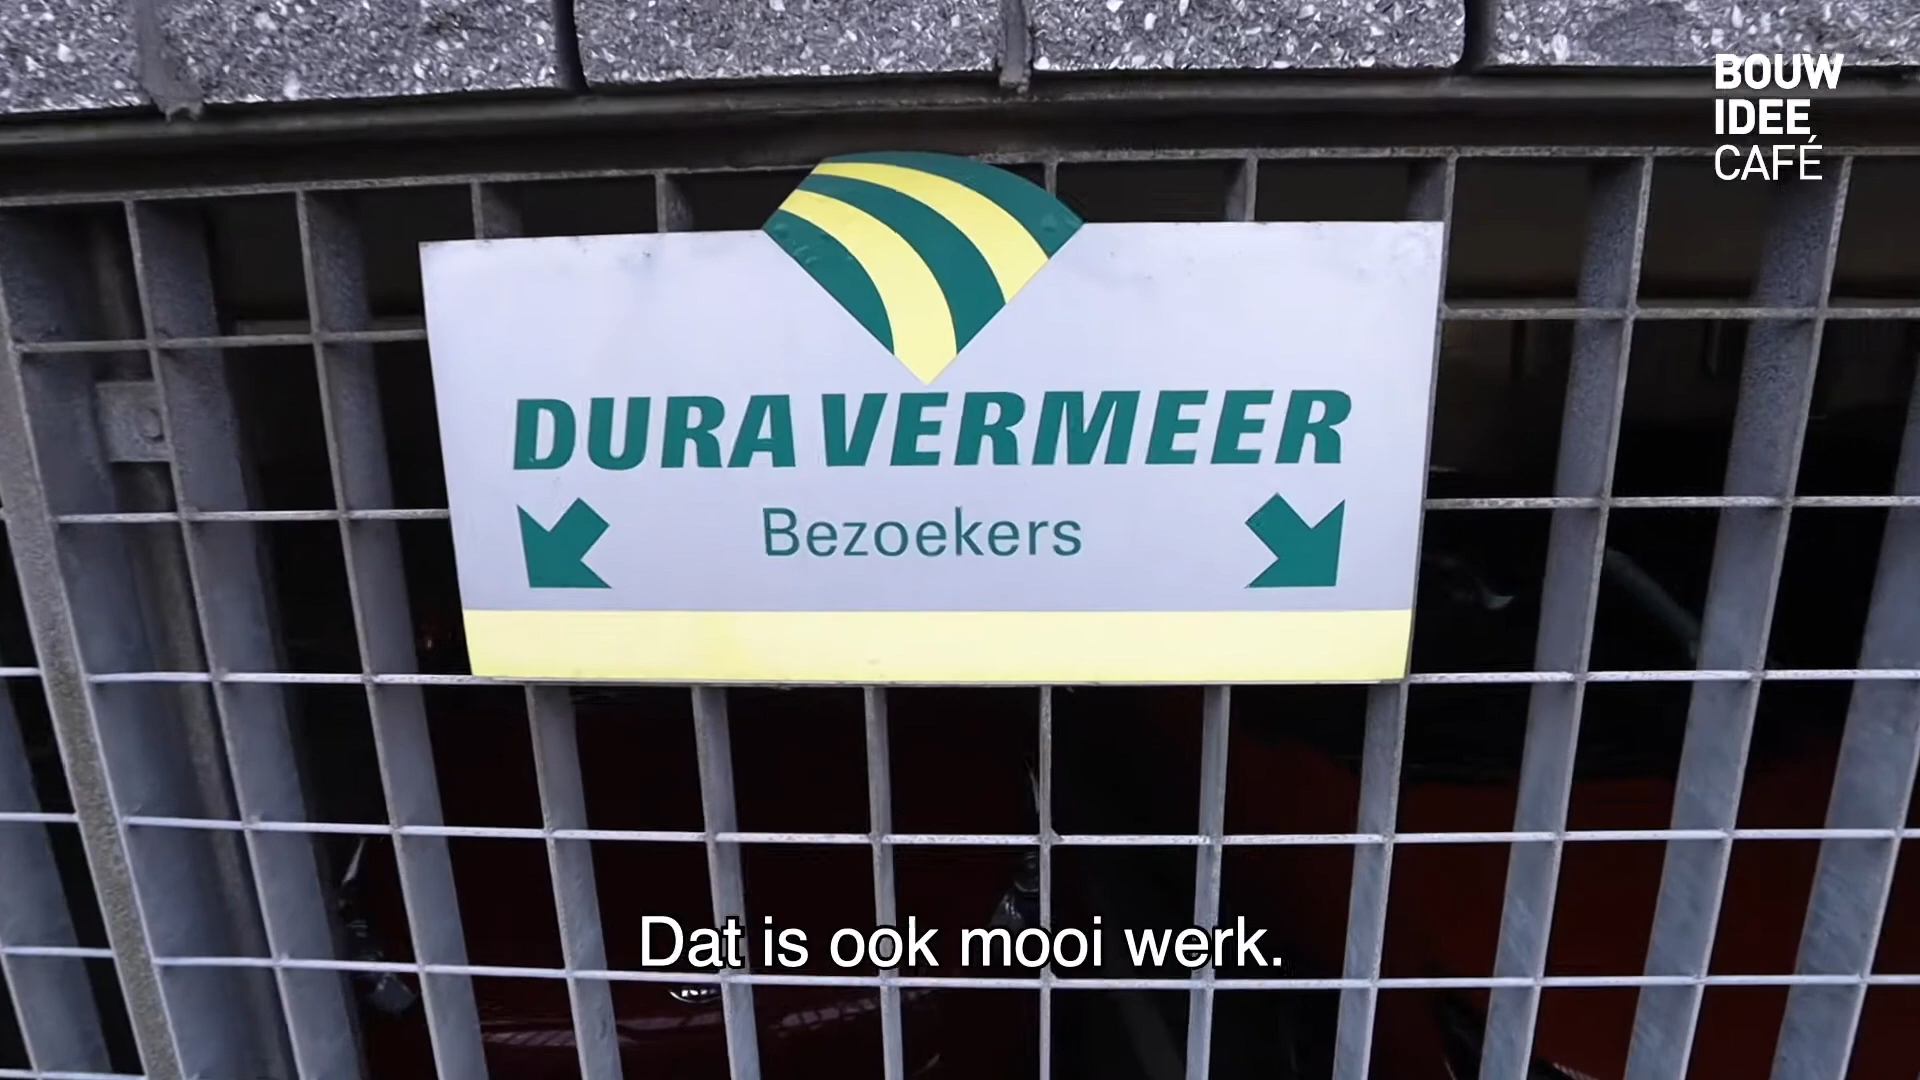 BOUW
IDEE
CAFÉ
DURA VERMEER
Bezoekers
Dat is ook mooi werk.